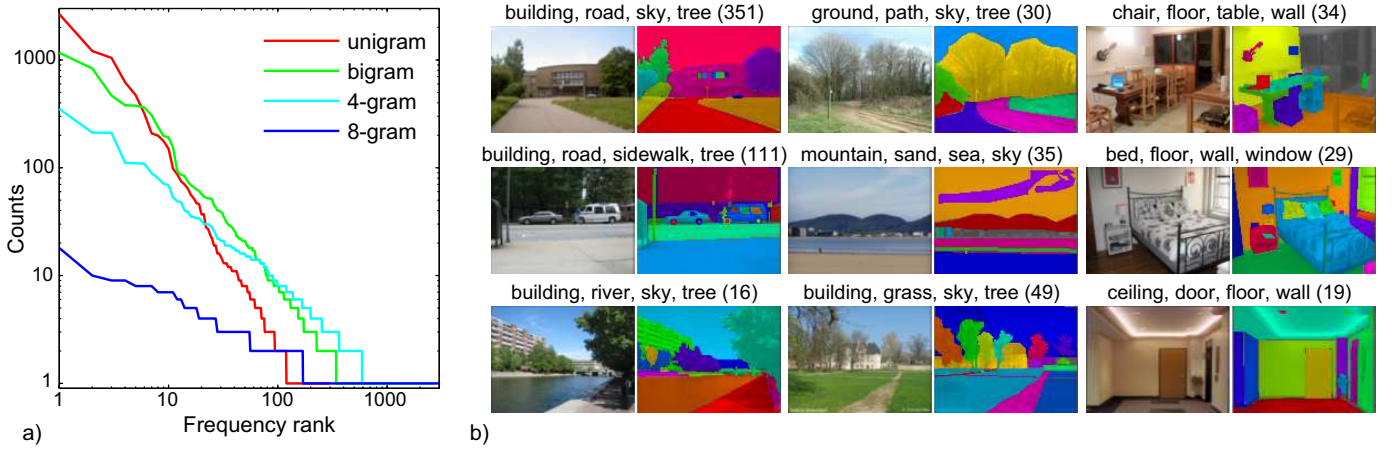 1000
100
10
1
Counts
unigram
bigram
4-gram
8-gram
1 10 100 1000
Frequency rank
a)
building, road, sky, tree (351)
ground, path, sky, tree (30)
chair, floor, table, wall (34)
building, road, sidewalk, tree (111)
mountain, sand, sea, sky (35)
bed, floor, wall, window (29)
building, river, sky, tree (16)
building, grass, sky, tree (49)
ceiling, door, floor, wall (19)
b)